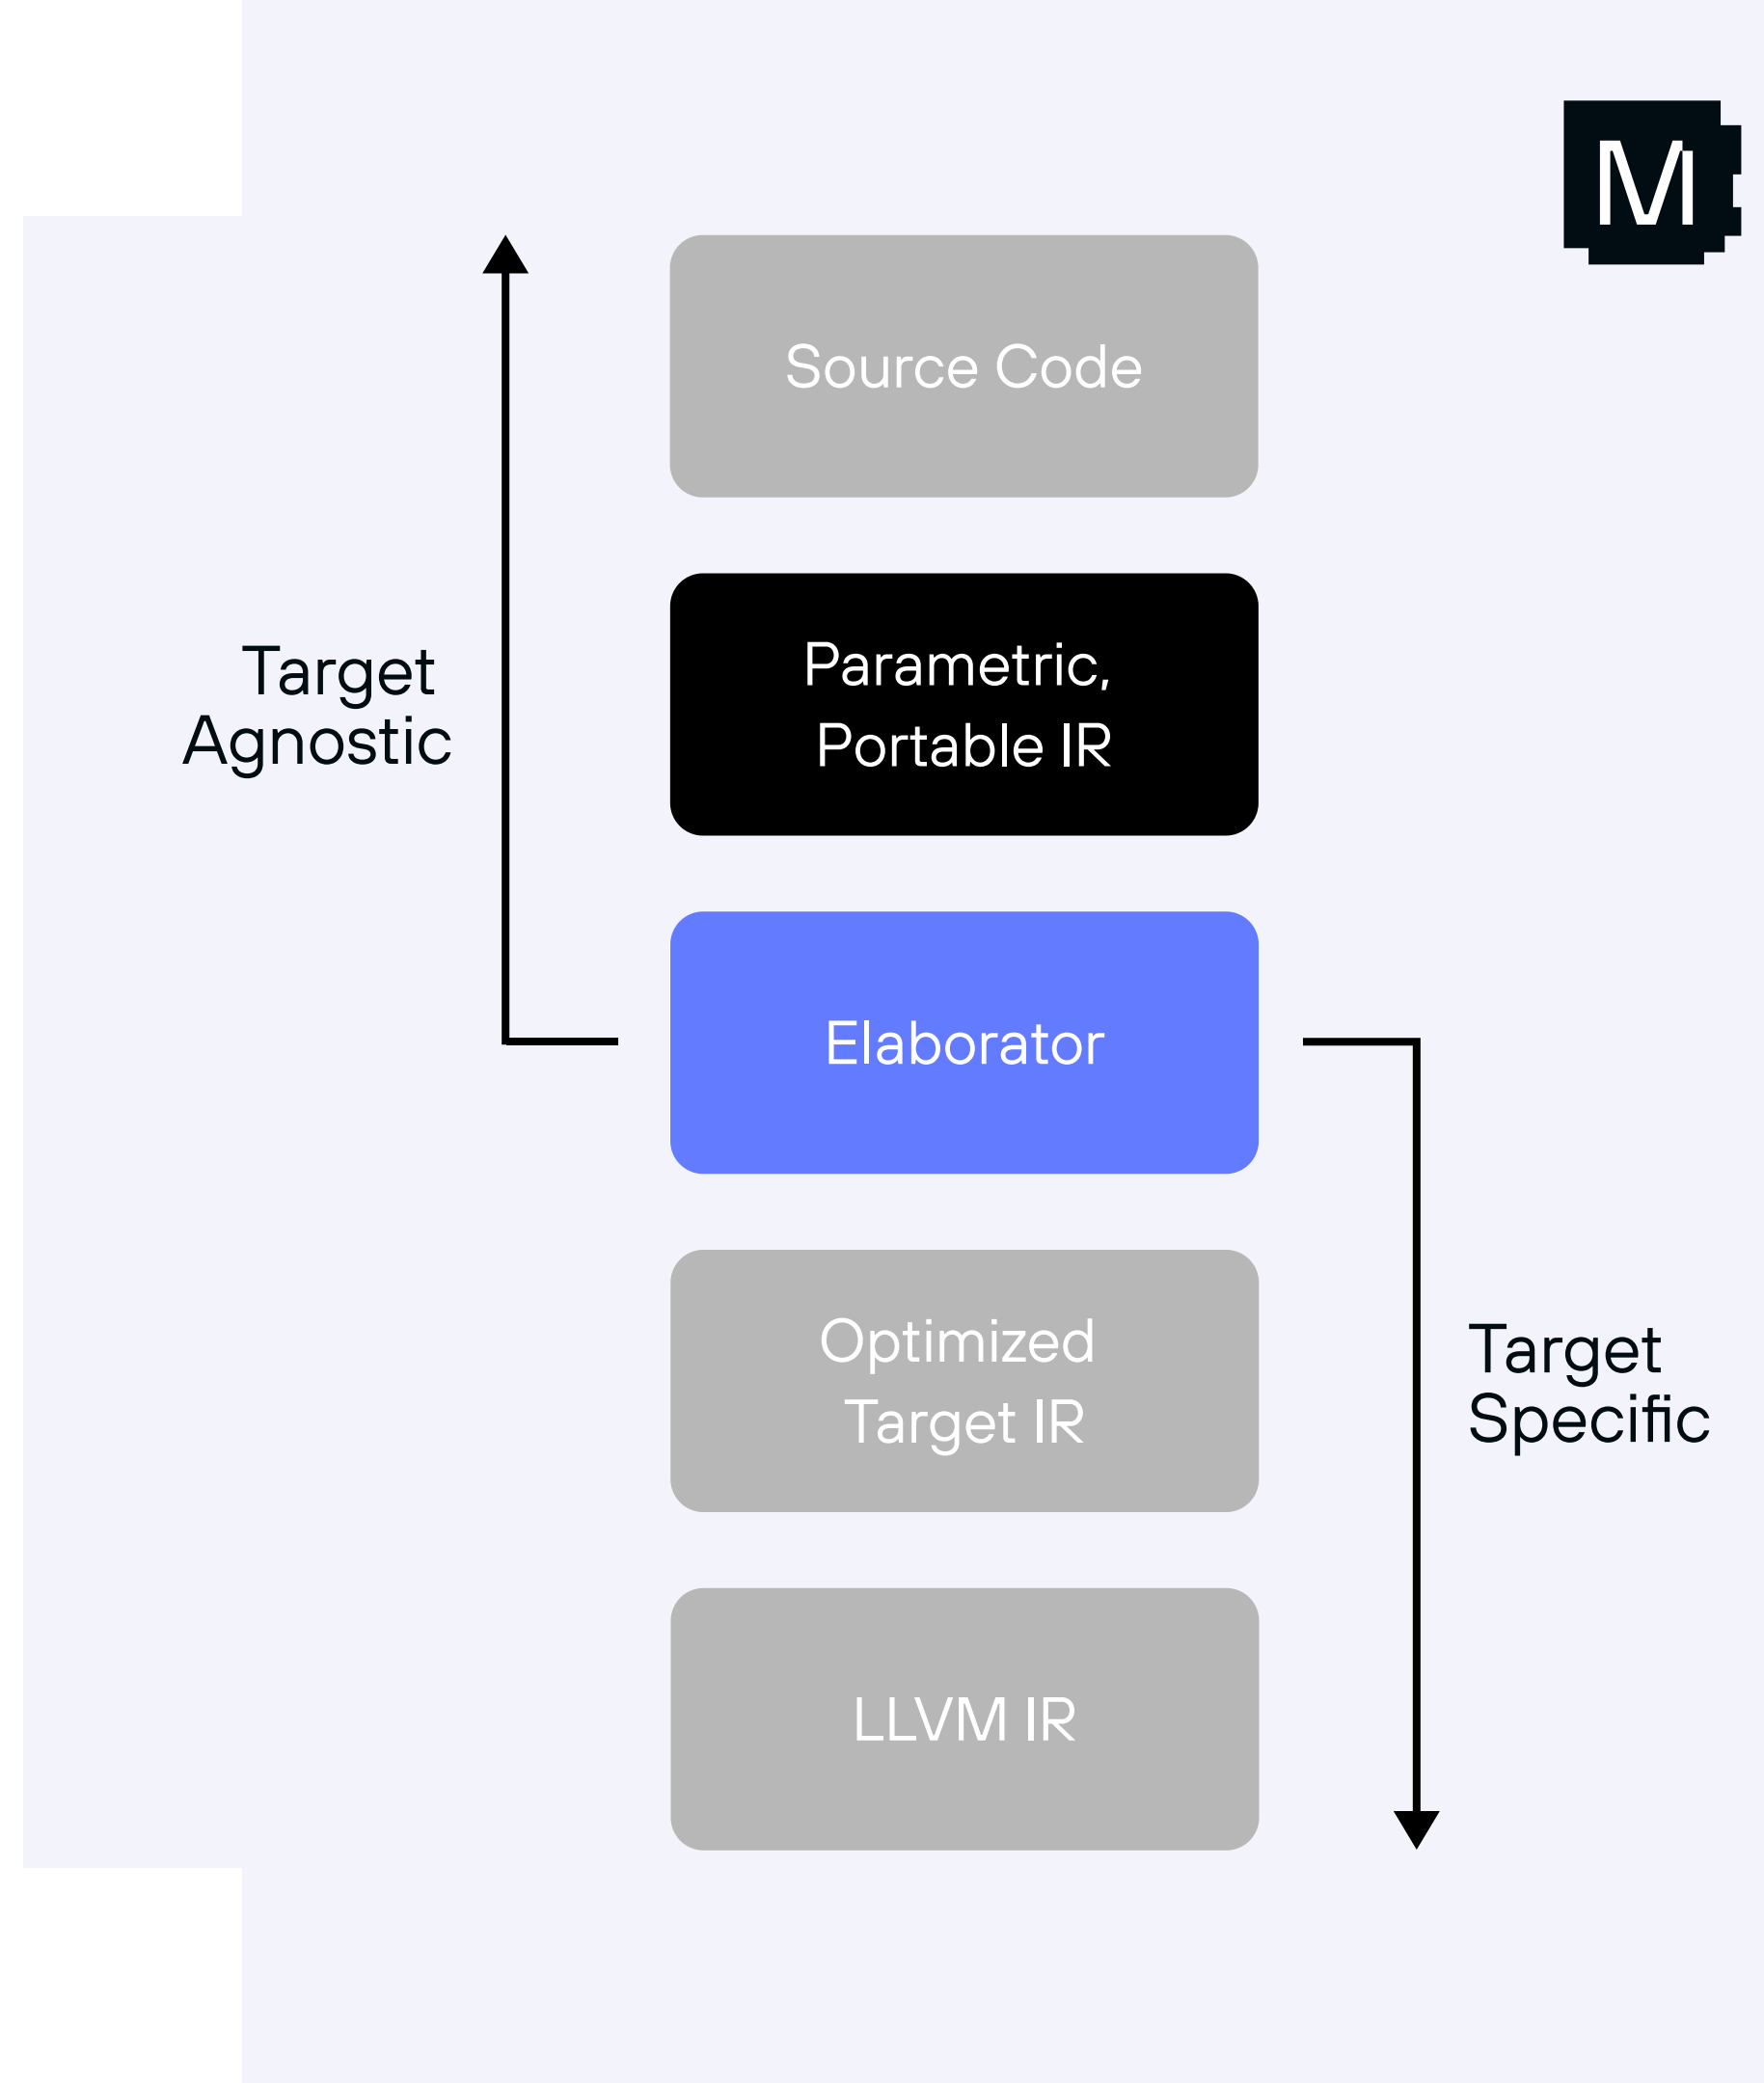 M
Source Code
Parametric,
Portable IR
Target
Agnostic
Elaborator
Optimized
Target IR
Target
Specific
LLVM IR